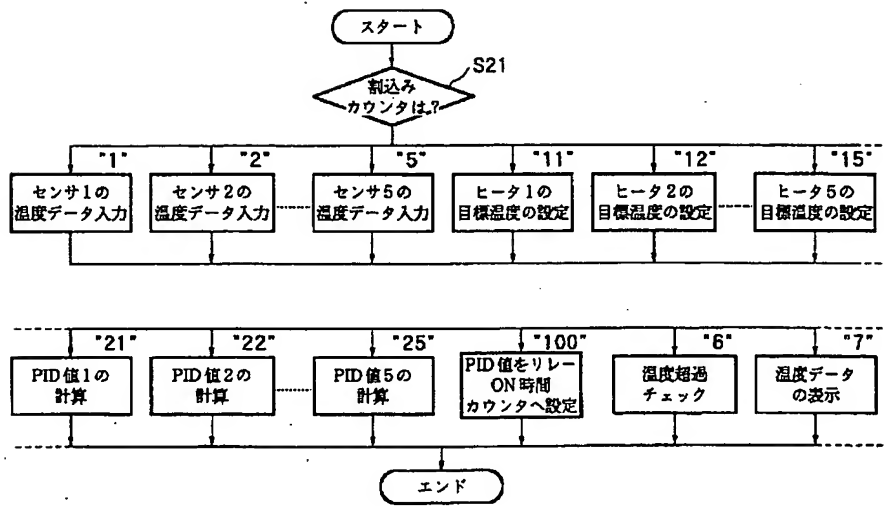 スタート
S21
割込み
カウンタは?
"1"
"2"
"5"
"11"
"12"
"15"
センサ1の
温度データ入力
センサ2の
温度データ入力
センサ5の
温度データ入力
ヒータ1の
目標温度の設定
ヒータ2の
目標温度の設定
ヒータ5の
目標温度の設定
"21"
"22"
"25"
"100"
"6"
"7"
PID値1の
計算
PID値2の
計算
PID値5の
計算
PID値をリレー
ON時間
カウンタへ設定
温度超過
チェック
温度データ
の表示
エンド